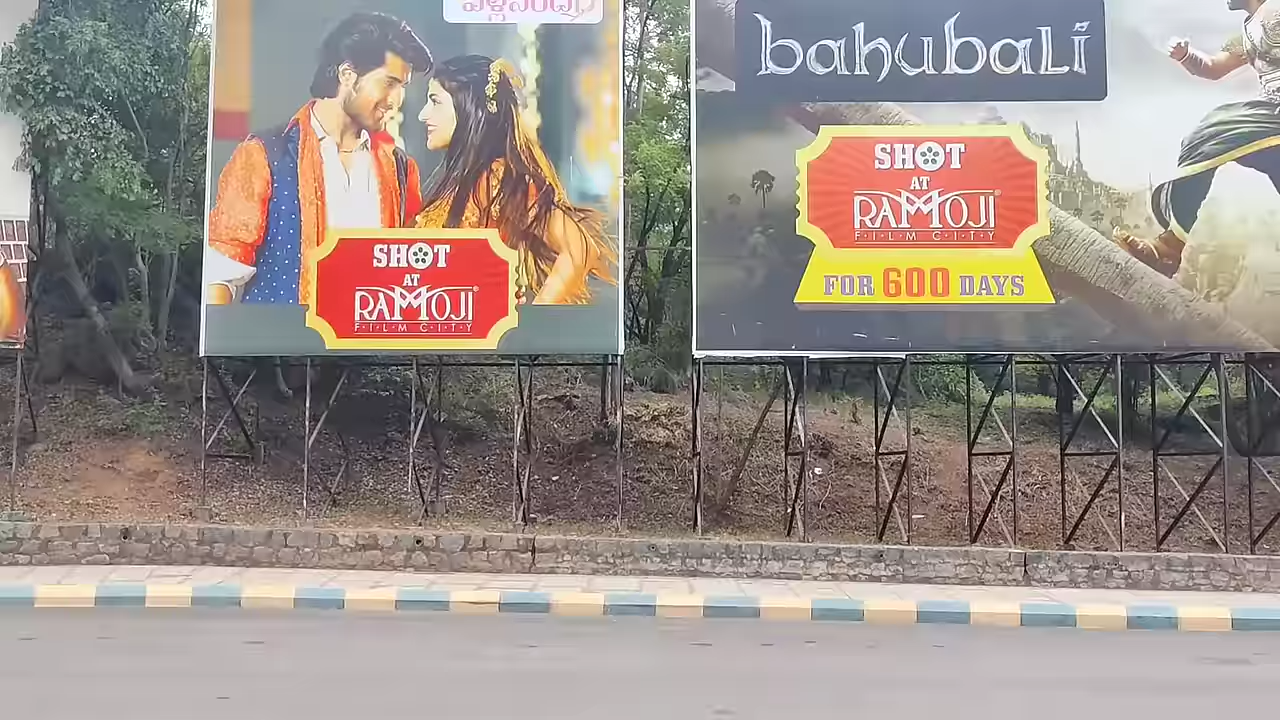 SHOT
AT
RAMOJI
FILM CITY
bahubali
SHOT
AT
RAMOJI
FILM CITY
FOR 600 DAYS